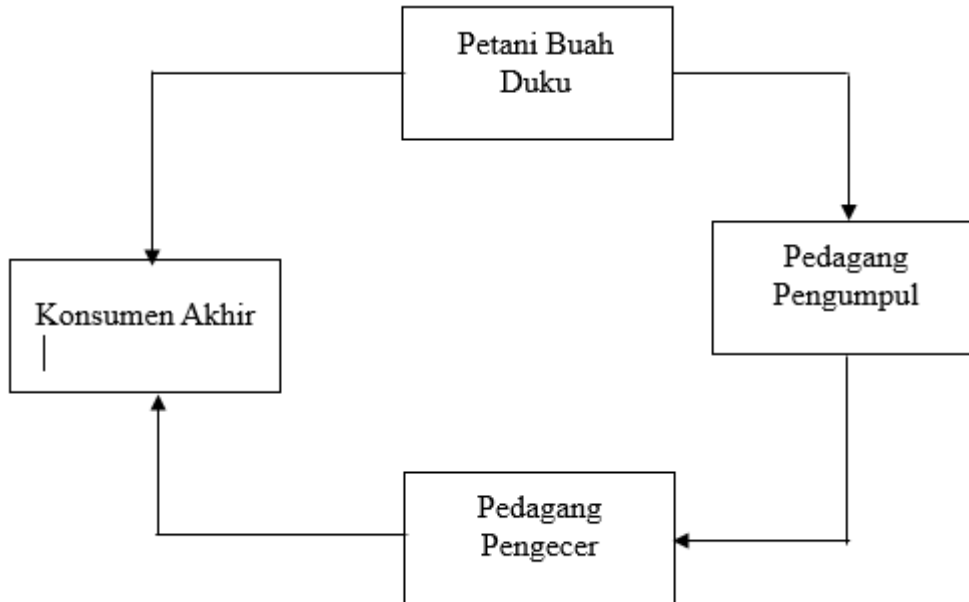 Petani Buah
Duku
Pedagang
Pengumpul
Konsumen Akhir
Pedagang
Pengecer